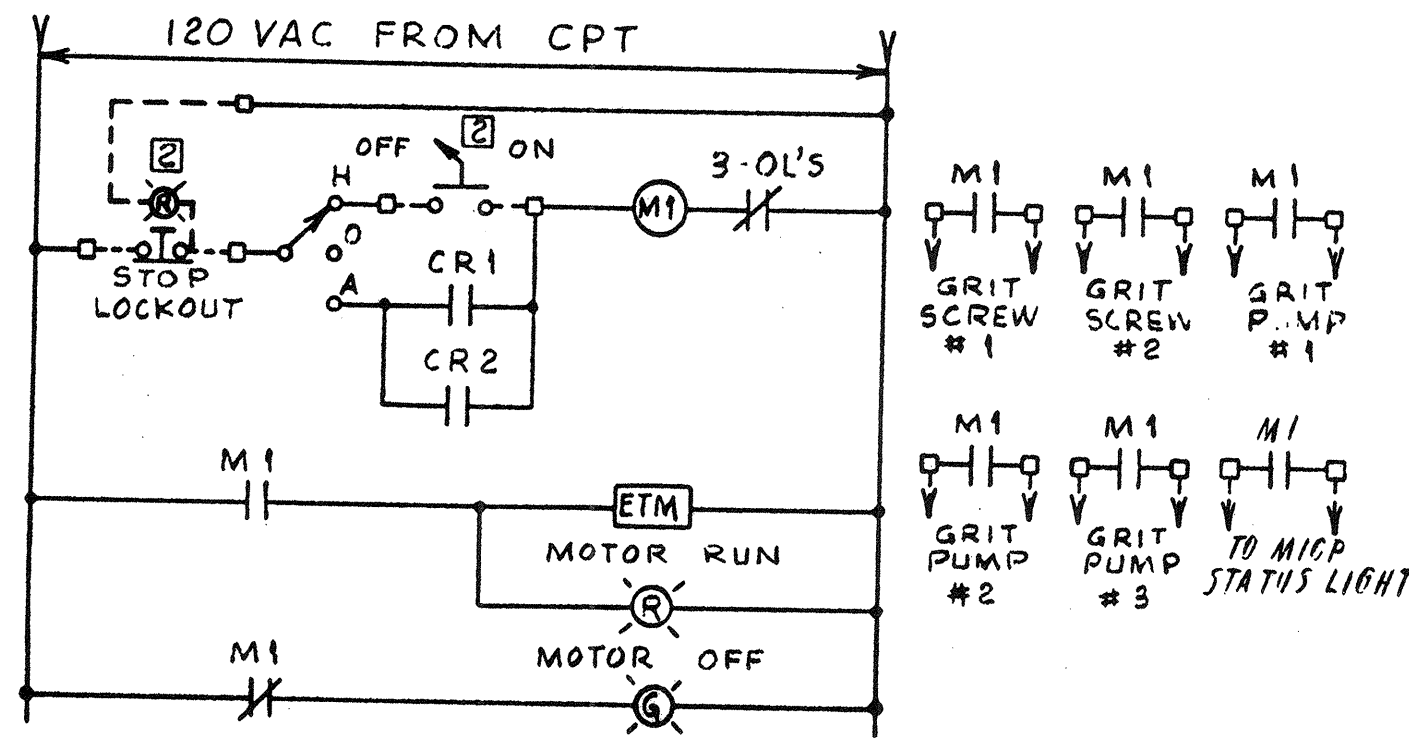 120 VAC FROM CPT
2
R
STOP
LOCKOUT
H
O
A
OFF
2
ON
M1
3-OL'S
CR1
CR2
M1
ETM
MOTOR RUN
R
M1
MOTOR OFF
G
M1
GRIT
SCREW
#1
M1
GRIT
SCREW
#2
M1
GRIT
#1
M1
GRIT
PUMP
#2
M1
GRIT
PUMP
#3
M1
TO MICP
STATUS LIGHT